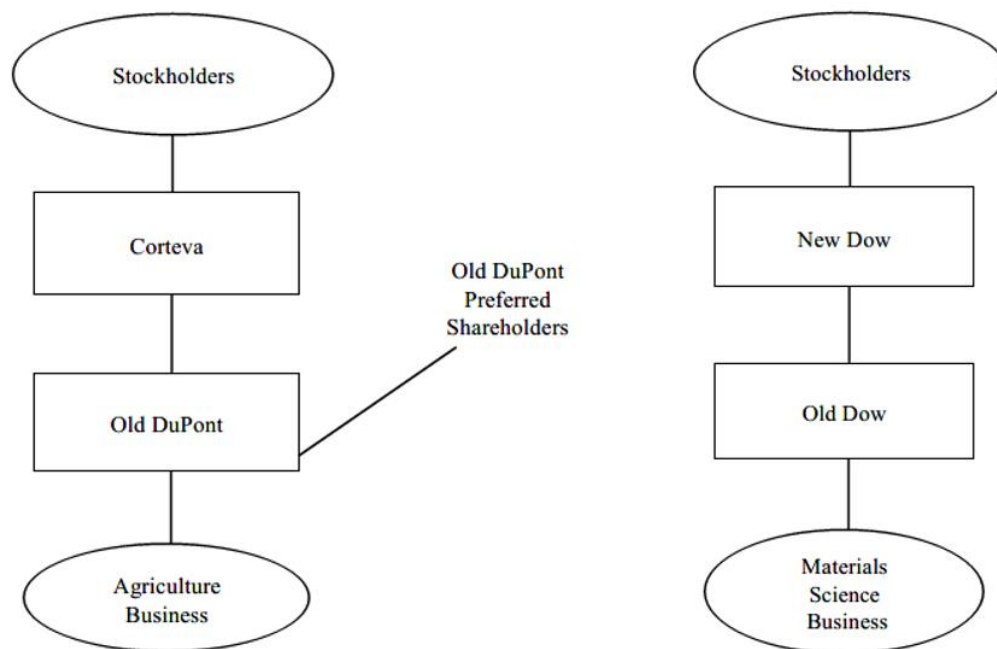 Stockholders
Corteva
Old DuPont
Preferred
Shareholders
Old DuPont
Agriculture
Business
Stockholders
New Dow
Old Dow
Materials
Science
Business